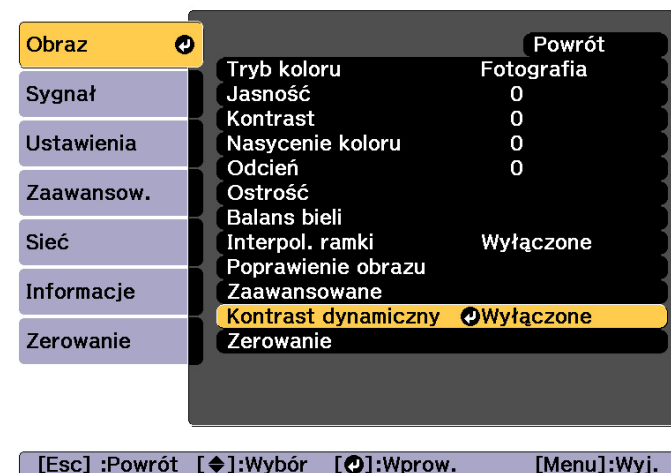 Obraz
Sygnał
Ustawienia
Zaawansow.
Sieć
Informacje
Zerowanie
Powrót
Tryb koloru Fotografia
Jasność 0
Kontrast 0
Nasycenie koloru 0
Odcień 0
Ostrość
Balans bieli
Interpol. ramki Wyłączone
Poprawienie obrazu
Zaawansowane
Kontrast dynamiczny Wyłączone
Zerowanie
[Esc] :Powrót [◆]:Wybór [↵]:Wprow. [Menu]:Wyj.